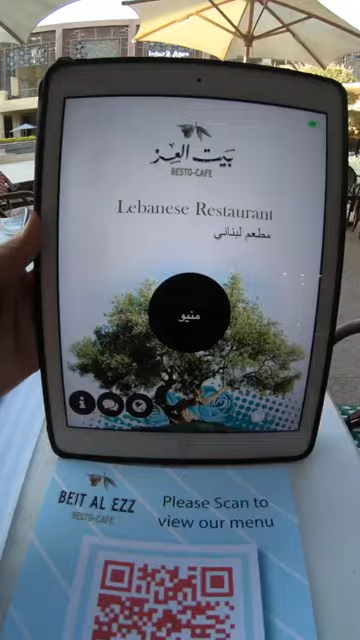 بيت العز
RESTO-CAFE
Lebanese Restaurant
مطعم لبناني
منيو
i
BEIT AL EZZ
RESTO-CAFE
Please Scan to
view our menu